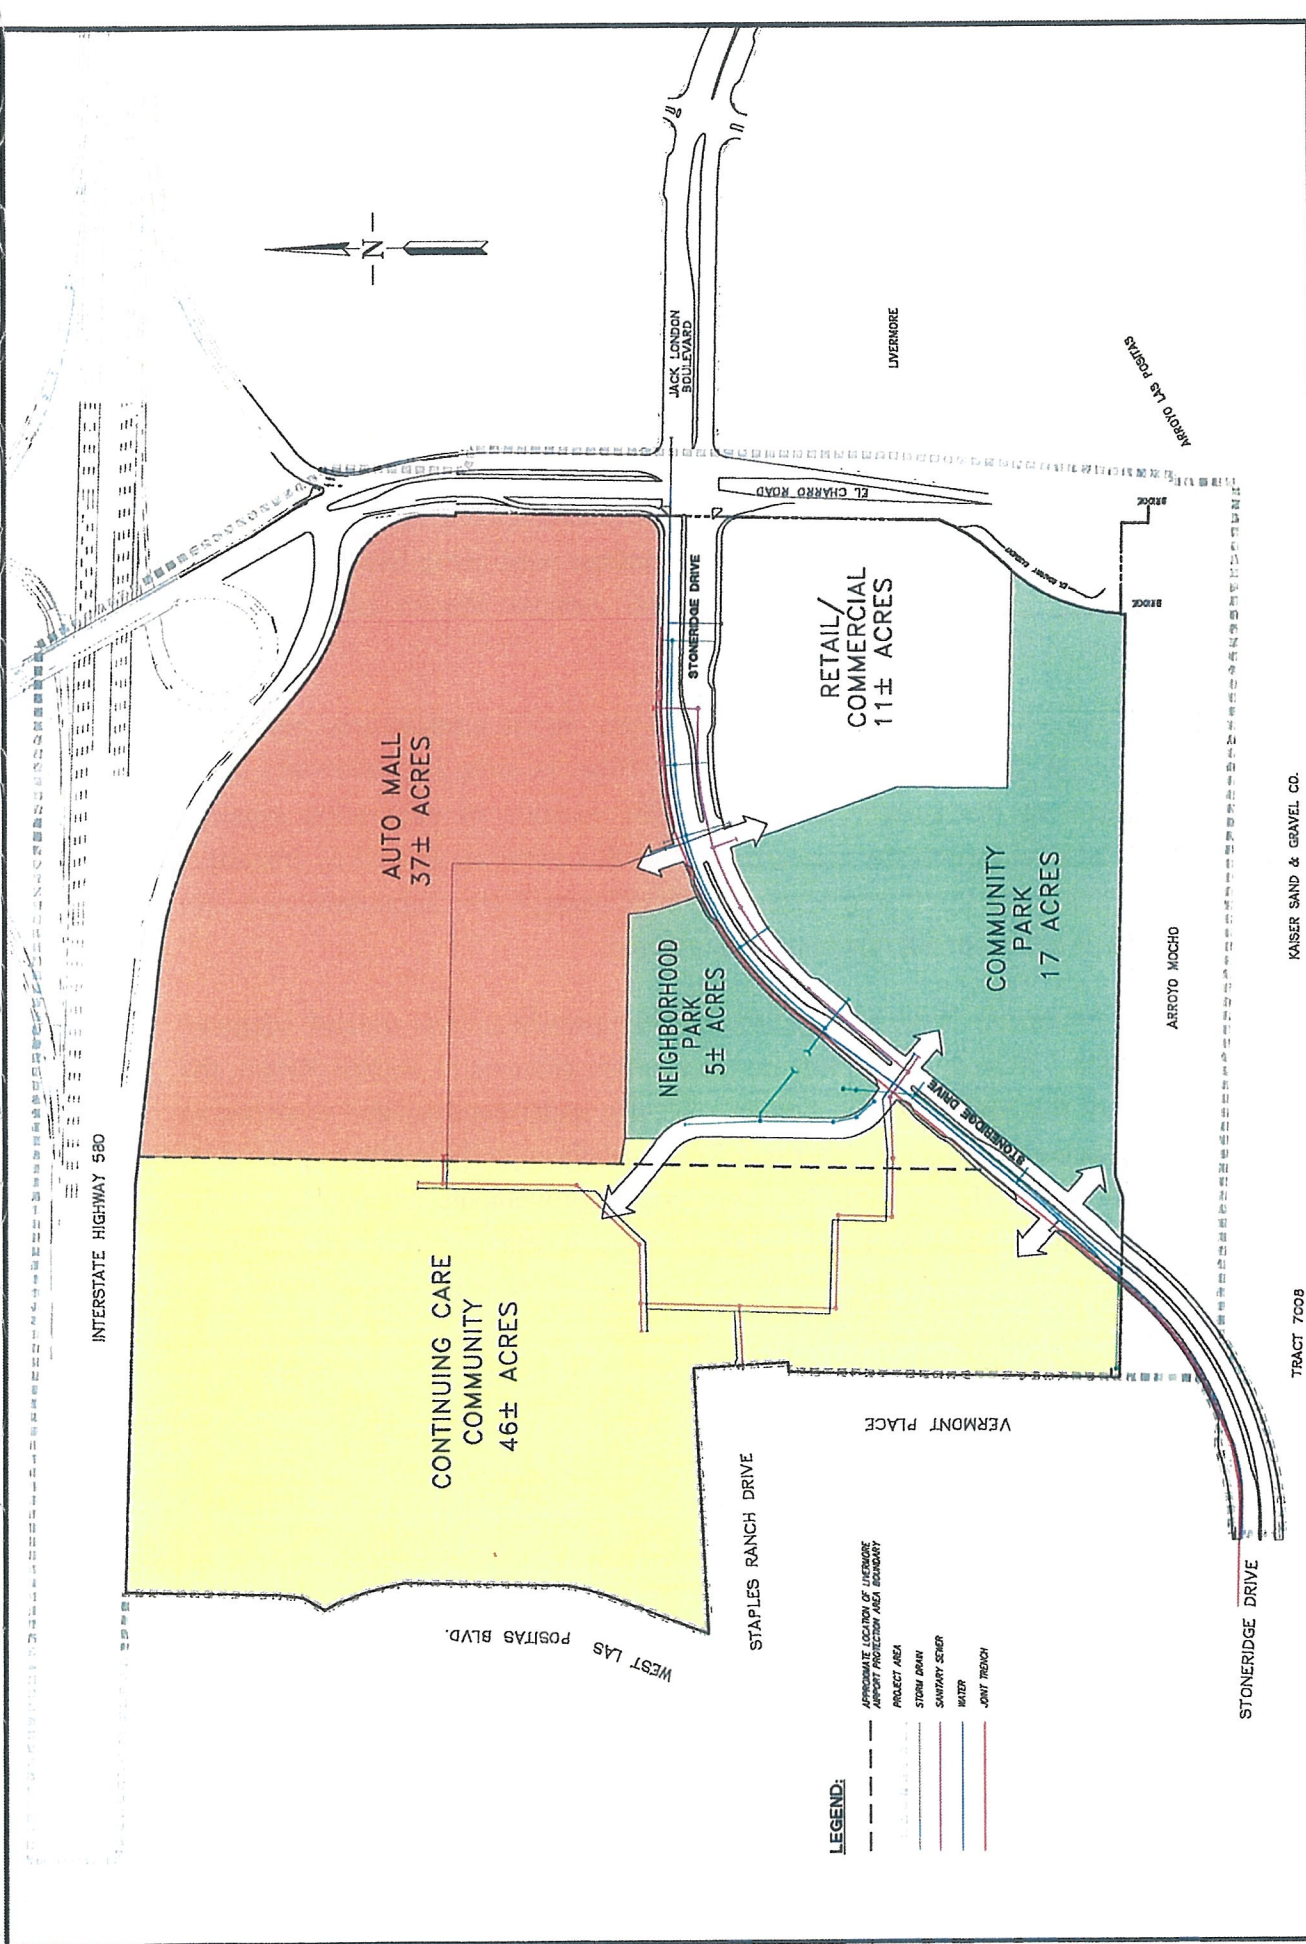 INTERSTATE HIGHWAY 580
-N-
JACK LONDON
BOULEVARD
LIVERMORE
ARROYO LAS POSITAS
EL CHARRO ROAD
BRIDGE
BRIDGE
STONERIDGE DRIVE
AUTO MALL
37± ACRES
RETAIL/
COMMERCIAL
11± ACRES
NEIGHBORHOOD
PARK
5± ACRES
COMMUNITY
PARK
17 ACRES
STONERIDGE DRIVE
CONTINUING CARE
COMMUNITY
46± ACRES
ARROYO MOCHO
KAISER SAND & GRAVEL CO.
TRACT 7008
VERMONT PLACE
STAPLES RANCH DRIVE
WEST LAS POSITAS BLVD.
STONERIDGE DRIVE
LEGEND:
APPROXIMATE LOCATION OF LIVERMORE
AIRPORT PROTECTION AREA BOUNDARY
PROJECT AREA
STORM DRAIN
SANITARY SEWER
WATER
JOINT TRENCH